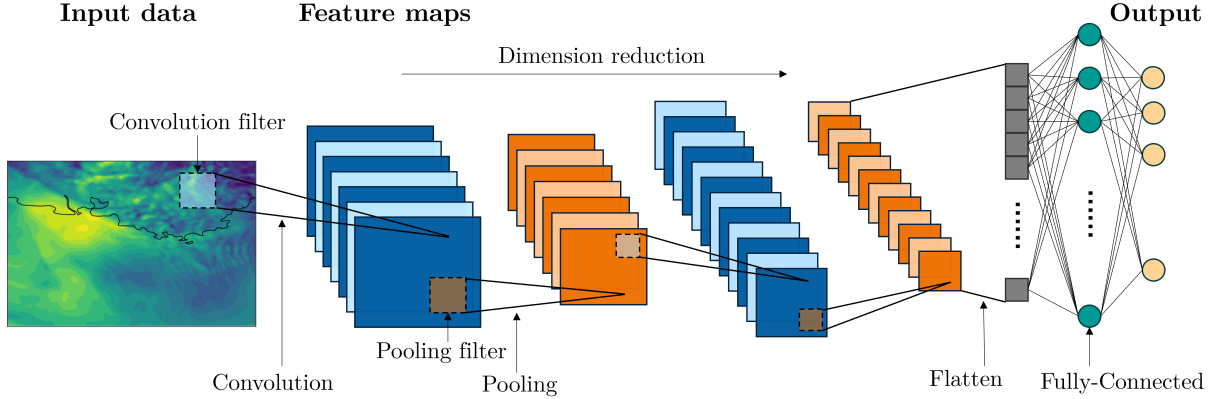 Input data
Feature maps
Output
Dimension reduction
Convolution filter
Pooling filter
Convolution
Pooling
Flatten
Fully-Connected